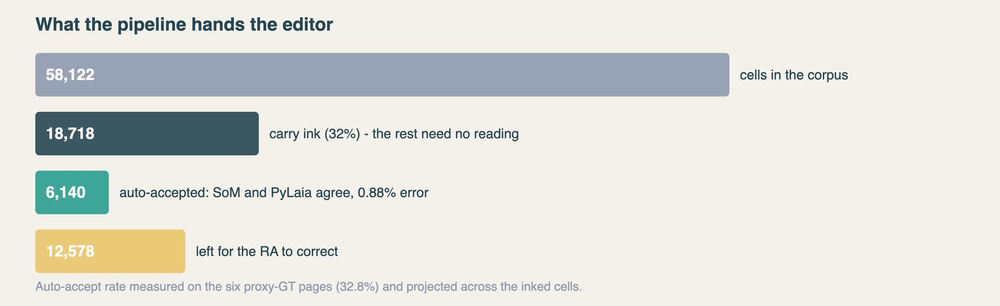 What the pipeline hands the editor
58,122 cells in the corpus
18,718 carry ink (32%) - the rest need no reading
6,140 auto-accepted: SoM and PyLaia agree, 0.88% error
12,578 left for the RA to correct
Auto-accept rate measured on the six proxy-GT pages (32.8%) and projected across the inked cells.